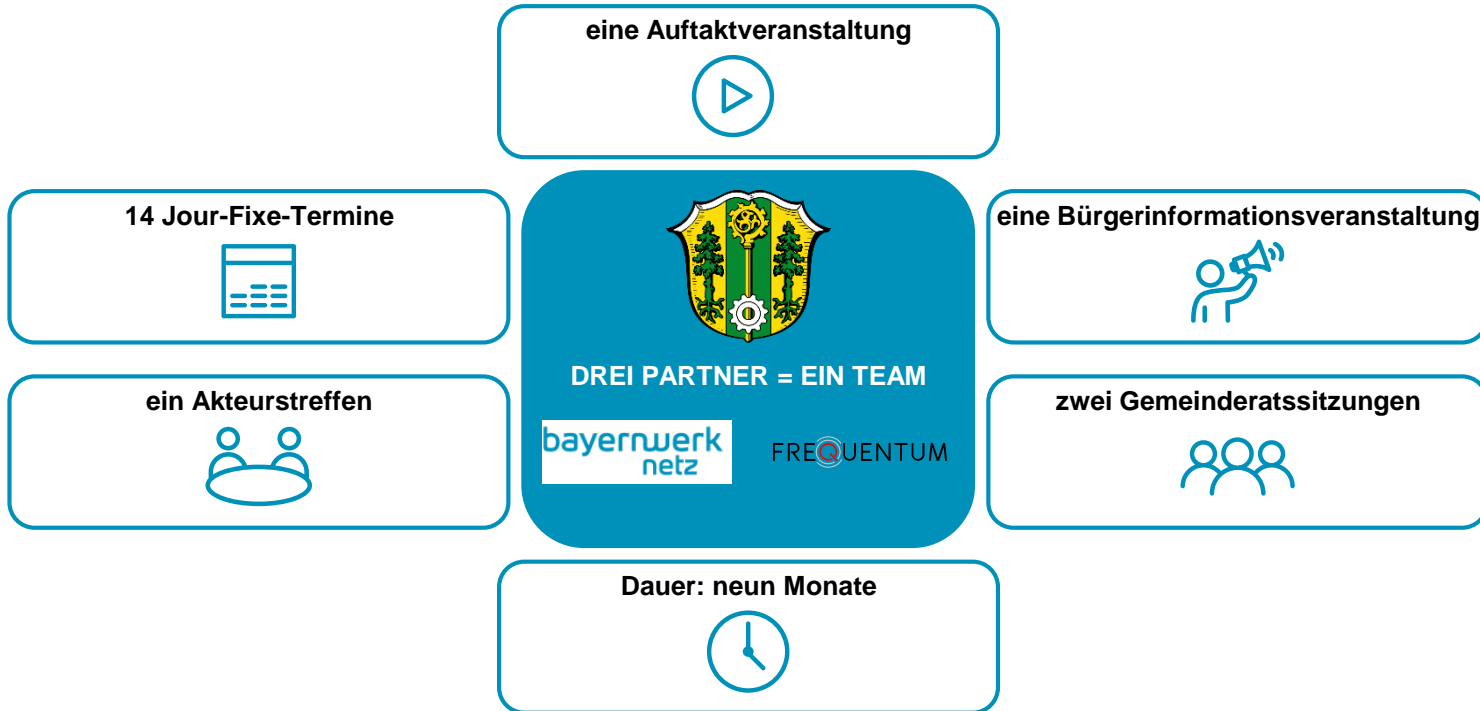 eine Auftaktveranstaltung
14 Jour-Fixe-Termine
eine Bürgerinformationsveranstaltung
DREI PARTNER = EIN TEAM
bayernwerk
netz
FREQUENTUM
ein Akteurstreffen
zwei Gemeinderatssitzungen
Dauer: neun Monate